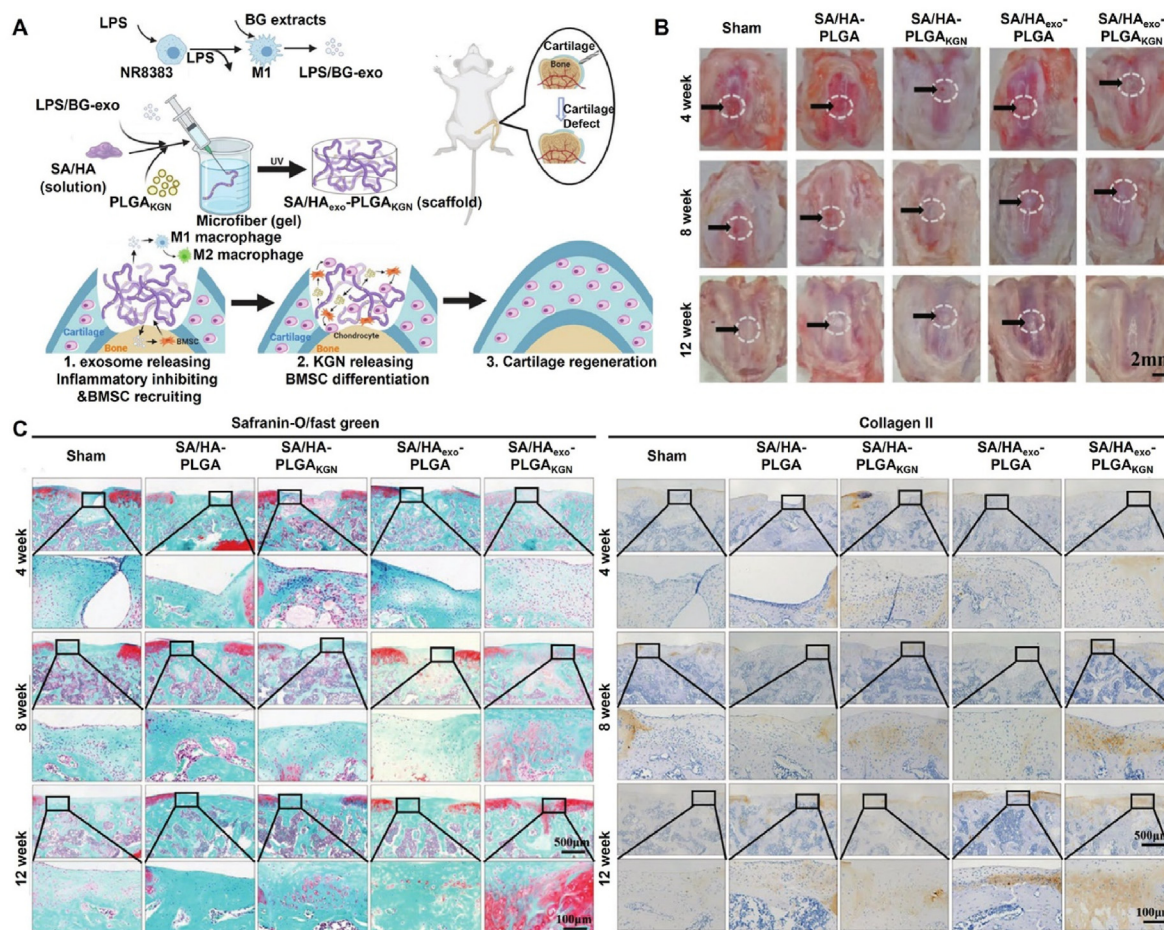 A
LPS
BG extracts
LPS
NR8383
M1
LPS/BG-exo
LPS/BG-exo
SA/HA
(solution)
PLGAKGN
UV
Microfiber (gel)
SA/HAexo-PLGAKGN (scaffold)
Cartilage
Bone
Cartilage
Defect
M1 macrophage
M2 macrophage
Cartilage
Bone
BMSC
Cartilage
Bone
Chondrocyte
1. exosome releasing
Inflammatory inhibiting
&BMSC recruiting
2. KGN releasing
BMSC differentiation
3. Cartilage regeneration
B
Sham
SA/HA-
PLGA
SA/HA-
PLGAKGN
SA/HAexo-
PLGA
SA/HAexo-
PLGAKGN
4 week
8 week
12 week
2mm
C
Safranin-O/fast green
Sham
SA/HA-
PLGA
SA/HA-
PLGAKGN
SA/HAexo-
PLGA
SA/HAexo-
PLGAKGN
4 week
8 week
12 week
500μm
100μm
Collagen II
Sham
SA/HA-
PLGA
SA/HA-
PLGAKGN
SA/HAexo-
PLGA
SA/HAexo-
PLGAKGN
4 week
8 week
12 week
500μm
100μm